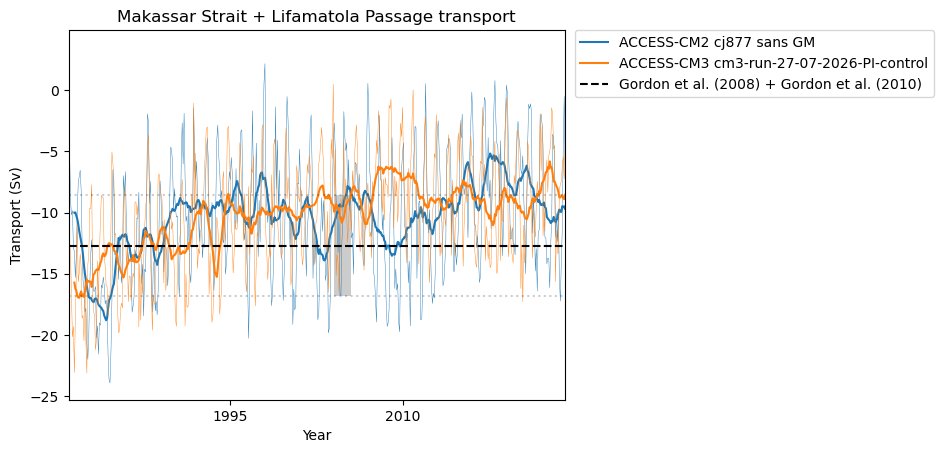 Makassar Strait + Lifamatola Passage transport
ACCESS-CM2 cj877 sans GM
ACCESS-CM3 cm3-run-27-07-2026-PI-control
Gordon et al. (2008) + Gordon et al. (2010)
Transport (Sv)
0
−5
−10
−15
−20
−25
1995
2010
Year